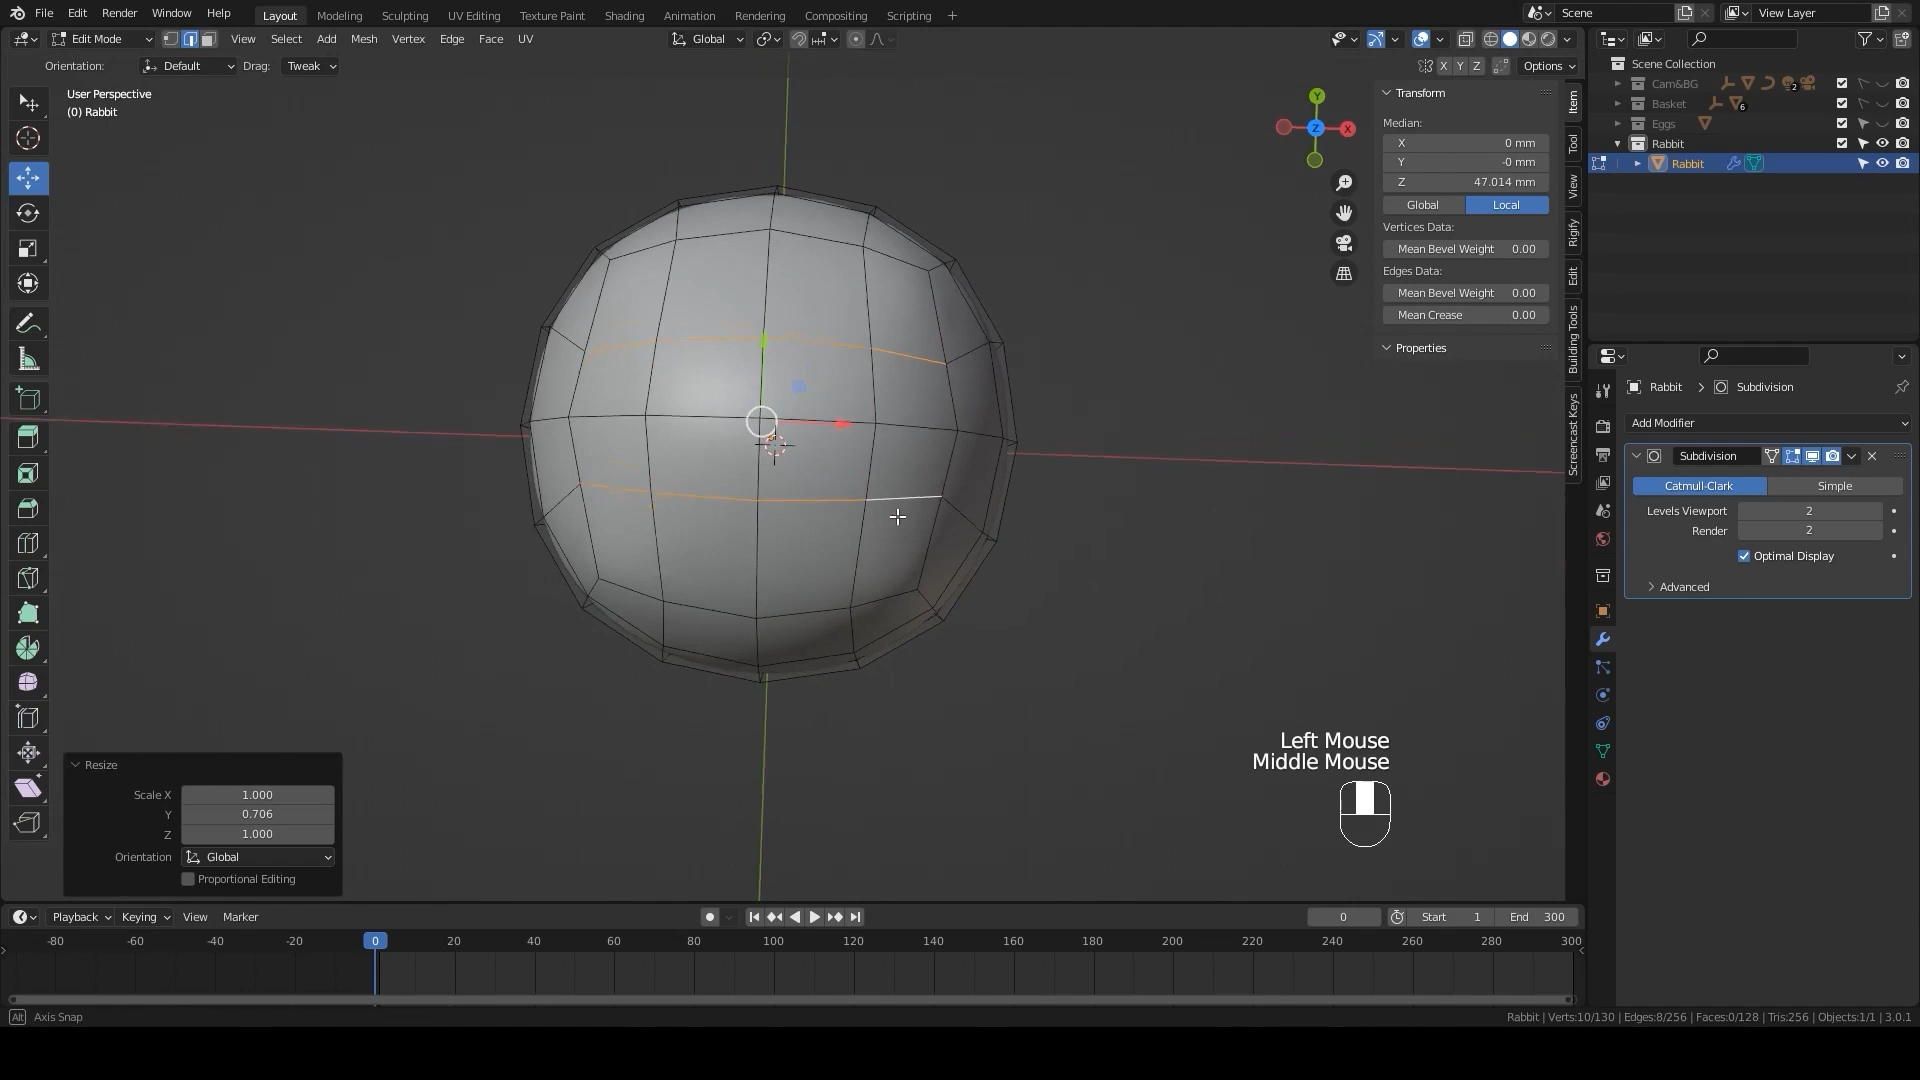 File Edit Render Window Help Layout Modeling Sculpting UV Editing Texture Paint Shading Animation Rendering Compositing Scripting + Scene View Layer
Edit Mode View Select Add Mesh Vertex Edge Face UV Global
Orientation: Default Drag: Tweak X Y Z Options
User Perspective
(0) Rabbit
Y
X
Z
Transform
Median:
X 0 mm
Y -0 mm
Z 47.014 mm
Global Local
Vertices Data:
Mean Bevel Weight 0.00
Edges Data:
Mean Bevel Weight 0.00
Mean Crease 0.00
Properties
Item
Tool
View
Rigify
Edit
Building Tools
Screencast Keys
Scene Collection
Cam&BG 2
Basket 6
Eggs
Rabbit
Rabbit
Rabbit > Subdivision
Add Modifier
Subdivision
Catmull-Clark Simple
Levels Viewport 2
Render 2
Optimal Display
Advanced
Left Mouse
Middle Mouse
Resize
Scale X 1.000
Y 0.706
Z 1.000
Orientation Global
Proportional Editing
Playback Keying View Marker 0 Start 1 End 300
-80 -60 -40 -20 0 20 40 60 80 100 120 140 160 180 200 220 240 260 280 300
Alt Axis Snap
Rabbit | Verts:10/130 | Edges:8/256 | Faces:0/128 | Tris:256 | Objects:1/1 | 3.0.1